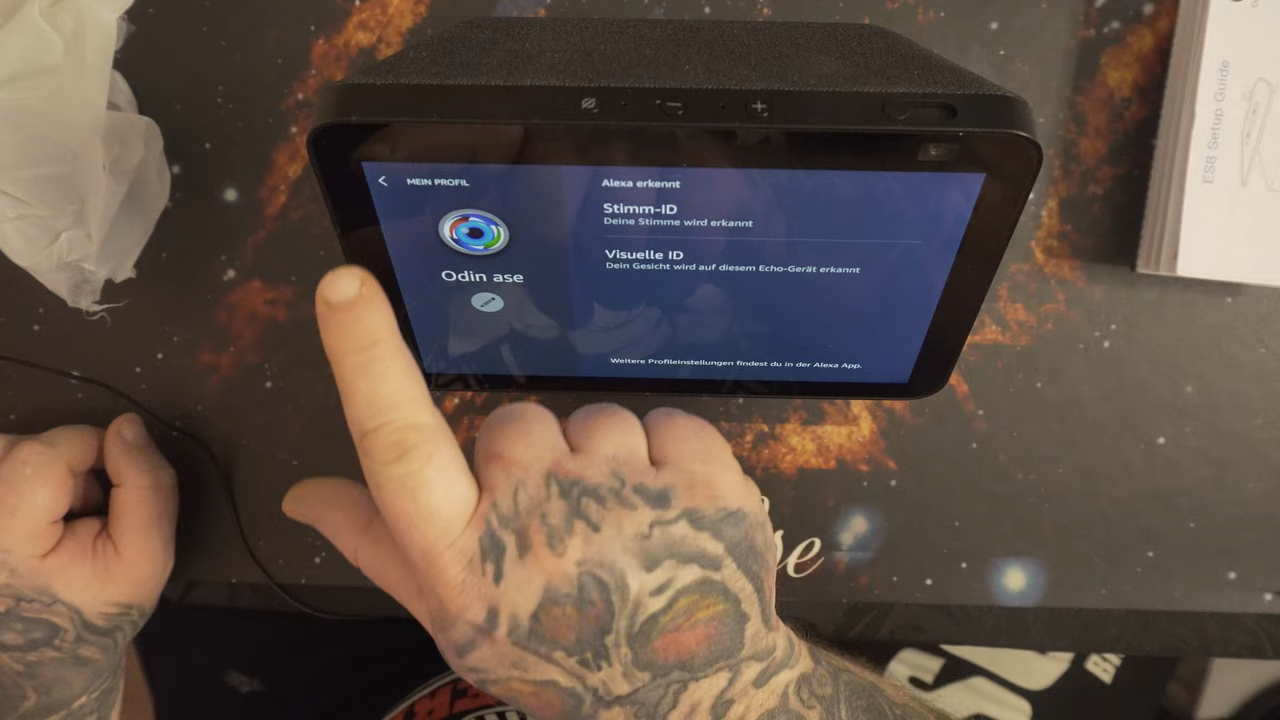 ES8 Setup Guide
MEIN PROFIL
Odin ase
Alexa erkennt
Stimm-ID
Deine Stimme wird erkannt
Visuelle ID
Dein Gesicht wird auf diesem Echo-Gerät erkannt
Weitere Profileinstellungen findest du in der Alexa App.